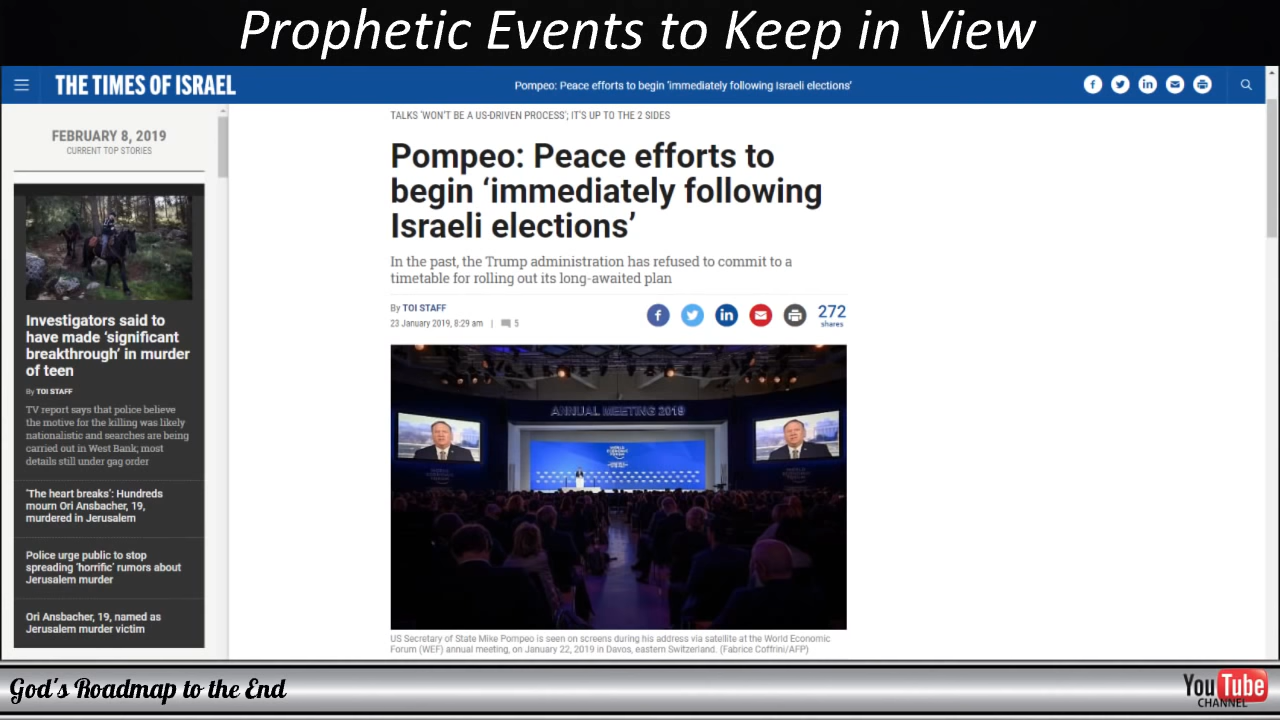 Prophetic Events to Keep in View
THE TIMES OF ISRAEL
Pompeo: Peace efforts to begin 'immediately following Israeli elections'
FEBRUARY 8, 2019
CURRENT TOP STORIES
Investigators said to
have made 'significant
breakthrough' in murder
of teen
By TOI STAFF
TV report says that police believe
the motive for the killing was likely
nationalistic and searches are being
carried out in West Bank; most
details still under gag order
'The heart breaks': Hundreds
mourn Ori Ansbacher, 19,
murdered in Jerusalem
Police urge public to stop
spreading 'horrific' rumors about
Jerusalem murder
Ori Ansbacher, 19, named as
Jerusalem murder victim
TALKS 'WON'T BE A US-DRIVEN PROCESS'; IT'S UP TO THE 2 SIDES
Pompeo: Peace efforts to
begin 'immediately following
Israeli elections'
In the past, the Trump administration has refused to commit to a
timetable for rolling out its long-awaited plan
By TOI STAFF
23 January 2019, 8:29 am | 5
272
shares
ANNUAL MEETING 2019
WORLD
ECONOMIC
FORUM
US Secretary of State Mike Pompeo is seen on screens during his address via satellite at the World Economic
Forum (WEF) annual meeting, on January 22, 2019 in Davos, eastern Switzerland. (Fabrice Coffrini/AFP)
God's Roadmap to the End
YouTube
CHANNEL